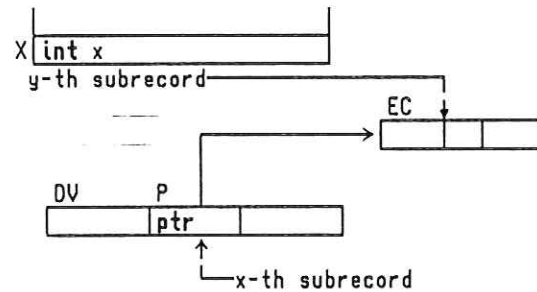 X int x
y-th subrecord
EC
DV P
ptr
x-th subrecord